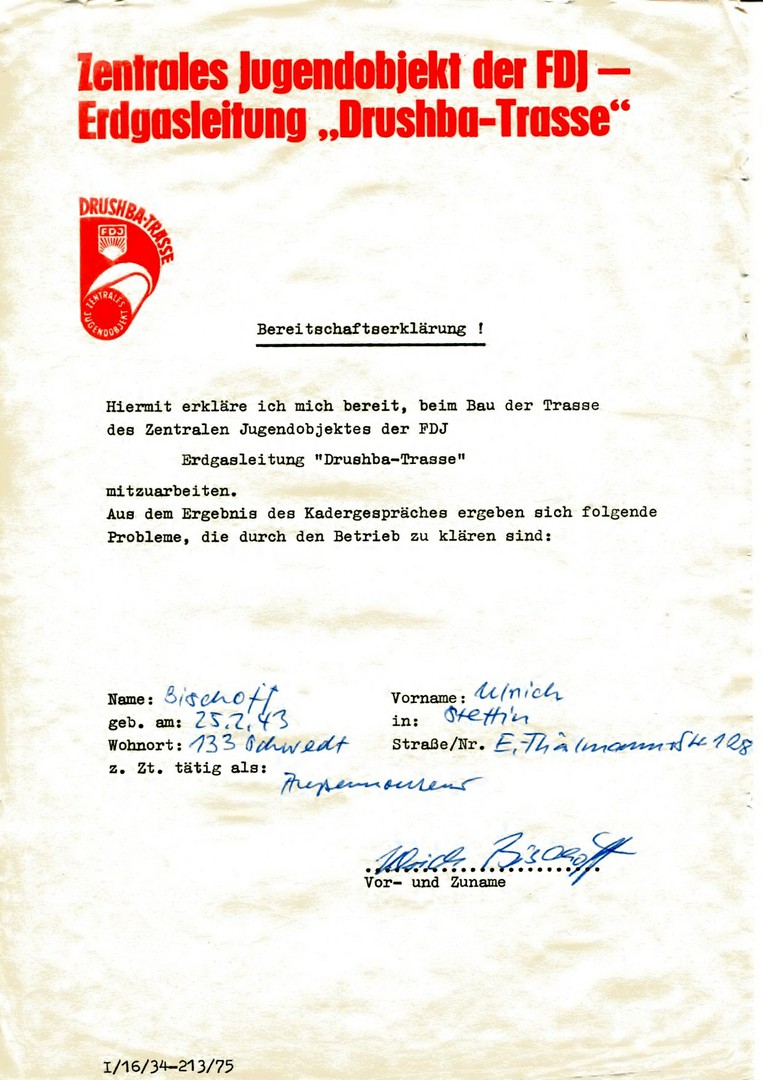 Zentrales Jugendobjekt der FDJ —
Erdgasleitung „Drushba-Trasse“
DRUSHBA-TRASSE
FDJ
ZENTRALES
JUGENDOBJEKT
Bereitschaftserklärung !
Hiermit erkläre ich mich bereit, beim Bau der Trasse
des Zentralen Jugendobjektes der FDJ
Erdgasleitung "Drushba-Trasse"
mitzuarbeiten.
Aus dem Ergebnis des Kadergespräches ergeben sich folgende
Probleme, die durch den Betrieb zu klären sind:
Name: Bischoff Vorname: Ulrich
geb. am: 25.2.43 in: Stettin
Wohnort: 133 Schwedt Straße/Nr. E.Thälmannstr 128
z. Zt. tätig als:
Ulrich Bischoff
Vor- und Zuname
I/16/34-213/75